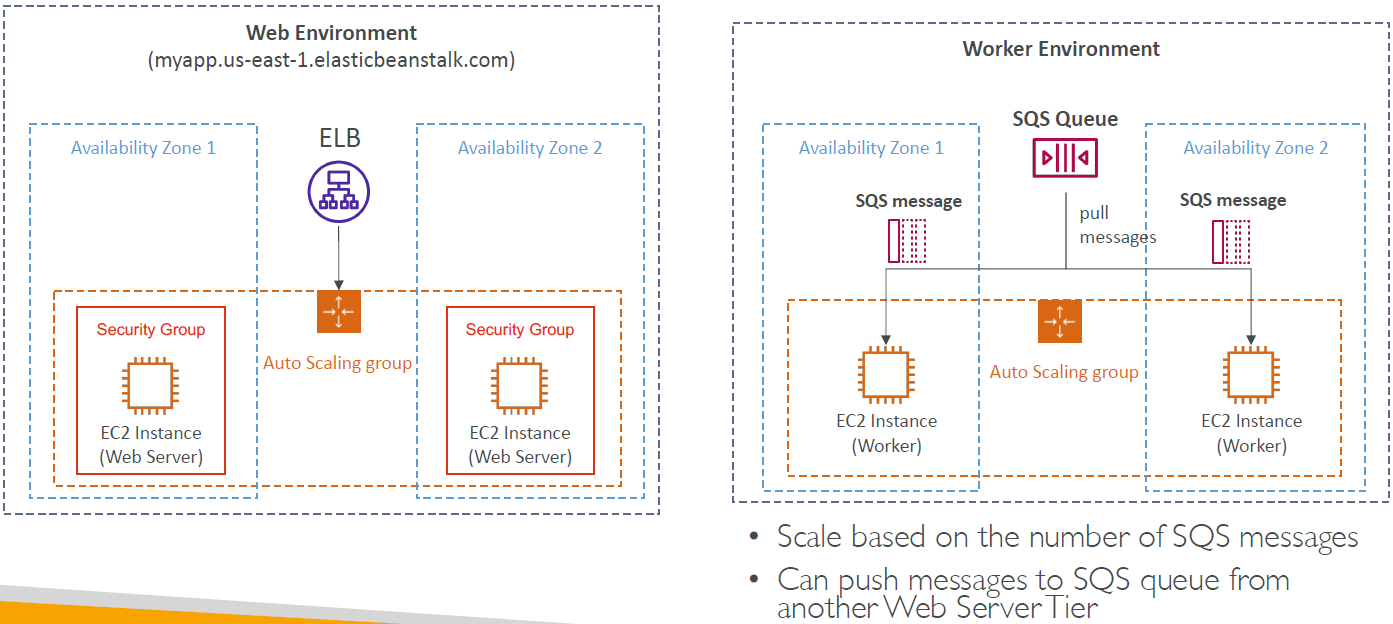 Web Environment
(myapp.us-east-1.elasticbeanstalk.com)
Availability Zone 1
ELB
Availability Zone 2
Security Group
EC2 Instance
(Web Server)
Auto Scaling group
Security Group
EC2 Instance
(Web Server)
Worker Environment
SQS Queue
Availability Zone 1
Availability Zone 2
SQS message
pull
messages
SQS message
EC2 Instance
(Worker)
Auto Scaling group
EC2 Instance
(Worker)
• Scale based on the number of SQS messages
• Can push messages to SQS queue from
another Web Server Tier